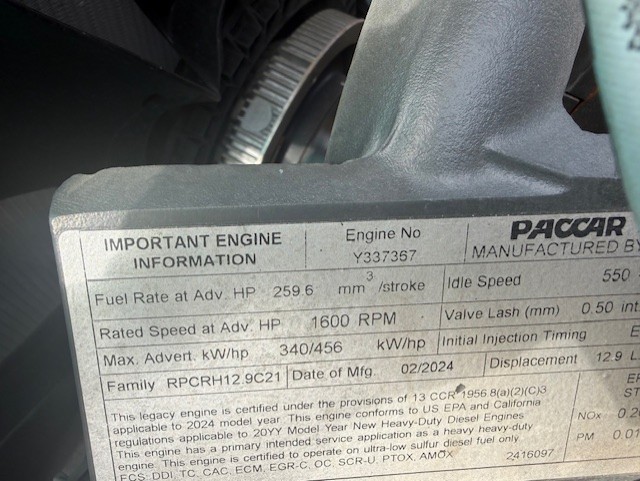 IMPORTANT ENGINE INFORMATION
Engine No
Y337367
PACCAR
MANUFACTURED BY
Fuel Rate at Adv. HP 259.6 mm3 /stroke
Idle Speed 550
Rated Speed at Adv. HP 1600 RPM
Valve Lash (mm) 0.50 int.
Max. Advert. kW/hp 340/456 kW/hp
Initial Injection Timing
Family RPCRH12.9C21
Date of Mfg. 02/2024
Displacement 12.9 L
This legacy engine is certified under the provisions of 13 CCR 1956.8(a)(2)(C)3
applicable to 2024 model year. This engine conforms to US EPA and California
regulations applicable to 20YY Model Year New Heavy-Duty Diesel Engines
This engine has a primary intended service application as a heavy heavy-duty
engine. This engine is certified to operate on ultra-low sulfur diesel fuel only
ECS: DDI, TC, CAC, ECM, EGR-C, OC, SCR-U, PTOX, AMOX
2416097
NOx 0.20
PM 0.01